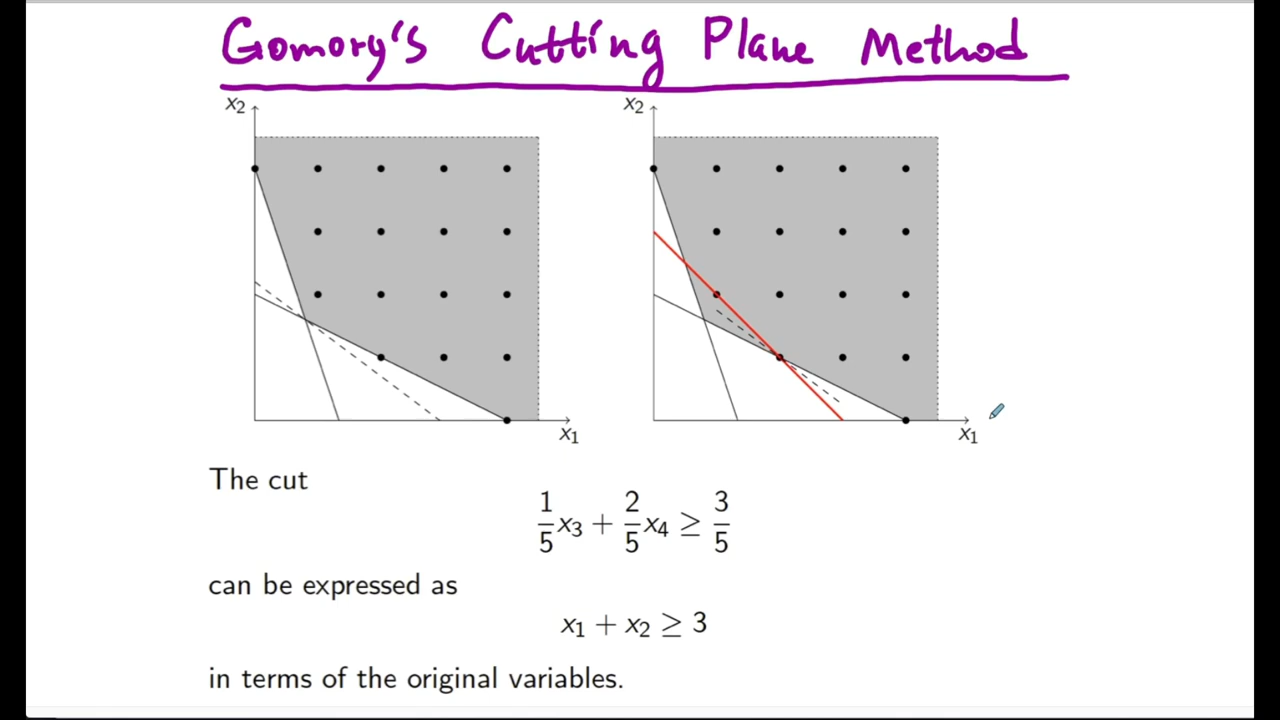 Gomory's Cutting Plane Method
x₂ x₂
x₁ x₁
The cut
1/5 x₃ + 2/5 x₄ ≥ 3/5
can be expressed as
x₁ + x₂ ≥ 3
in terms of the original variables.